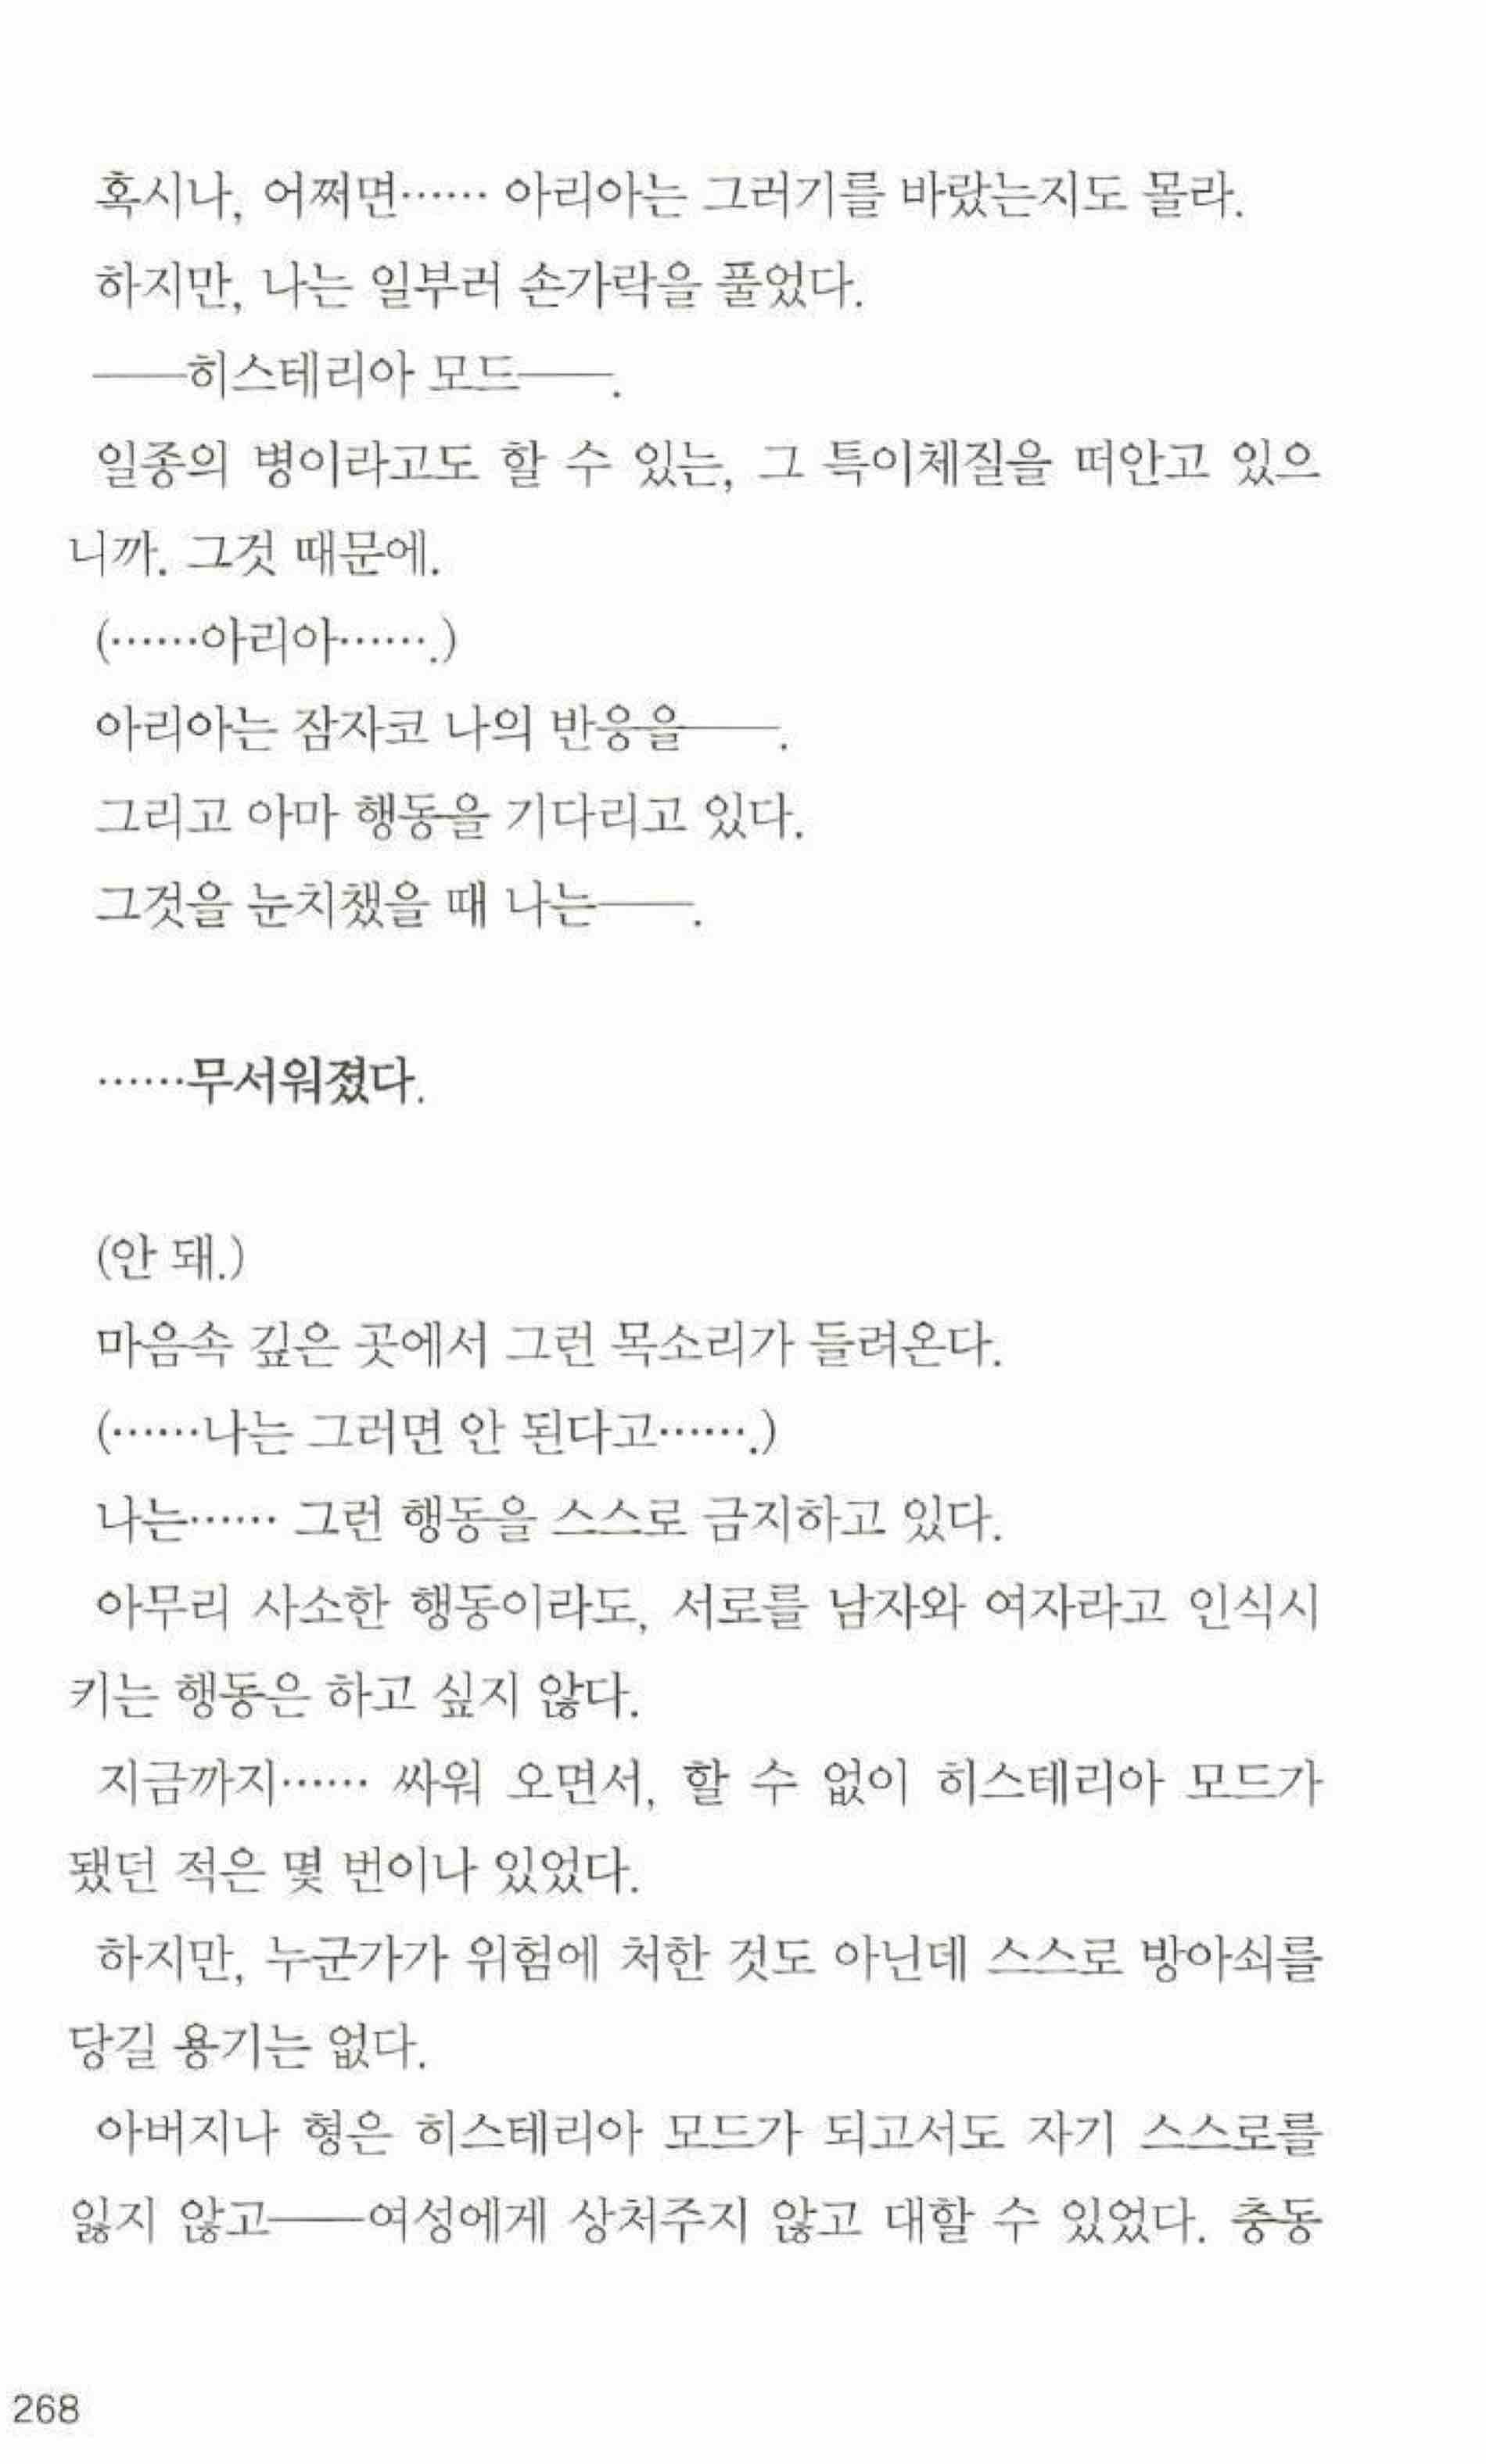 혹시나, 어쩌면…… 아리아는 그러기를 바랐는지도 몰라.
하지만, 나는 일부러 손가락을 풀었다.
──히스테리아 모드──.
일종의 병이라고도 할 수 있는, 그 특이체질을 떠안고 있으
니까. 그것 때문에.
(……아리아…….)
아리아는 잠자코 나의 반응을──.
그리고 아마 행동을 기다리고 있다.
그것을 눈치챘을 때 나는──.
……무서워졌다.
(안 돼.)
마음속 깊은 곳에서 그런 목소리가 들려온다.
(……나는 그러면 안 된다고…….)
나는…… 그런 행동을 스스로 금지하고 있다.
아무리 사소한 행동이라도, 서로를 남자와 여자라고 인식시
키는 행동은 하고 싶지 않다.
지금까지…… 싸워 오면서, 할 수 없이 히스테리아 모드가
됐던 적은 몇 번이나 있었다.
하지만, 누군가가 위험에 처한 것도 아닌데 스스로 방아쇠를
당길 용기는 없다.
아버지나 형은 히스테리아 모드가 되고서도 자기 스스로를
잃지 않고──여성에게 상처주지 않고 대할 수 있었다. 충동
268